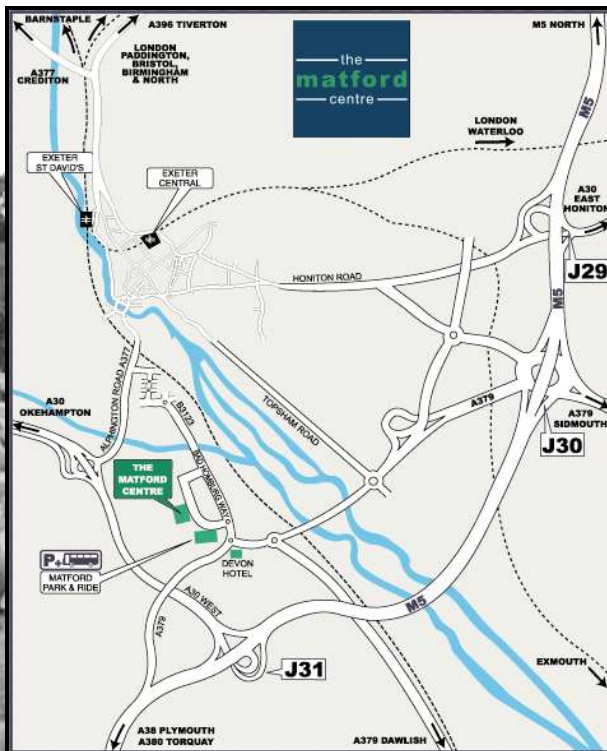 BARNSTAPLE
A396 TIVERTON
M5 NORTH
A377
CREDITON
LONDON
PADDINGTON,
BRISTOL,
BIRMINGHAM
& NORTH
the
matford
centre
LONDON
WATERLOO
EXETER
ST DAVID'S
EXETER
CENTRAL
M5
A30
EAST
HONITON
J29
HONITON ROAD
M5
ALPHINGTON ROAD A377
A30
OKEHAMPTON
B3123
TOPSHAM ROAD
A379
A379
SIDMOUTH
J30
BAD HOMBURG WAY
THE
MATFORD
CENTRE
P+
MATFORD
PARK & RIDE
DEVON
HOTEL
A30 WEST
A379
M5
J31
EXMOUTH
A38 PLYMOUTH
A380 TORQUAY
A379 DAWLISH